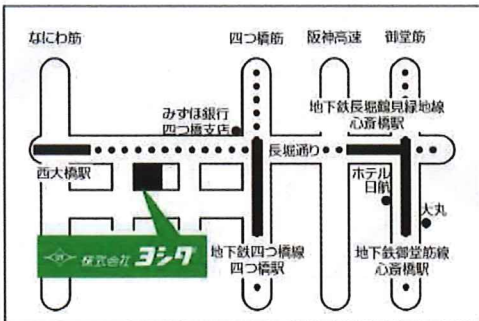 なにわ筋
四つ橋筋
阪神高速
御堂筋
みずほ銀行
四つ橋支店
地下鉄長堀鶴見緑地線
心斎橋駅
長堀通り
西大橋駅
ホテル
日航
大丸
株式会社 ヨシダ
地下鉄四つ橋線
四つ橋駅
地下鉄御堂筋線
心斎橋駅